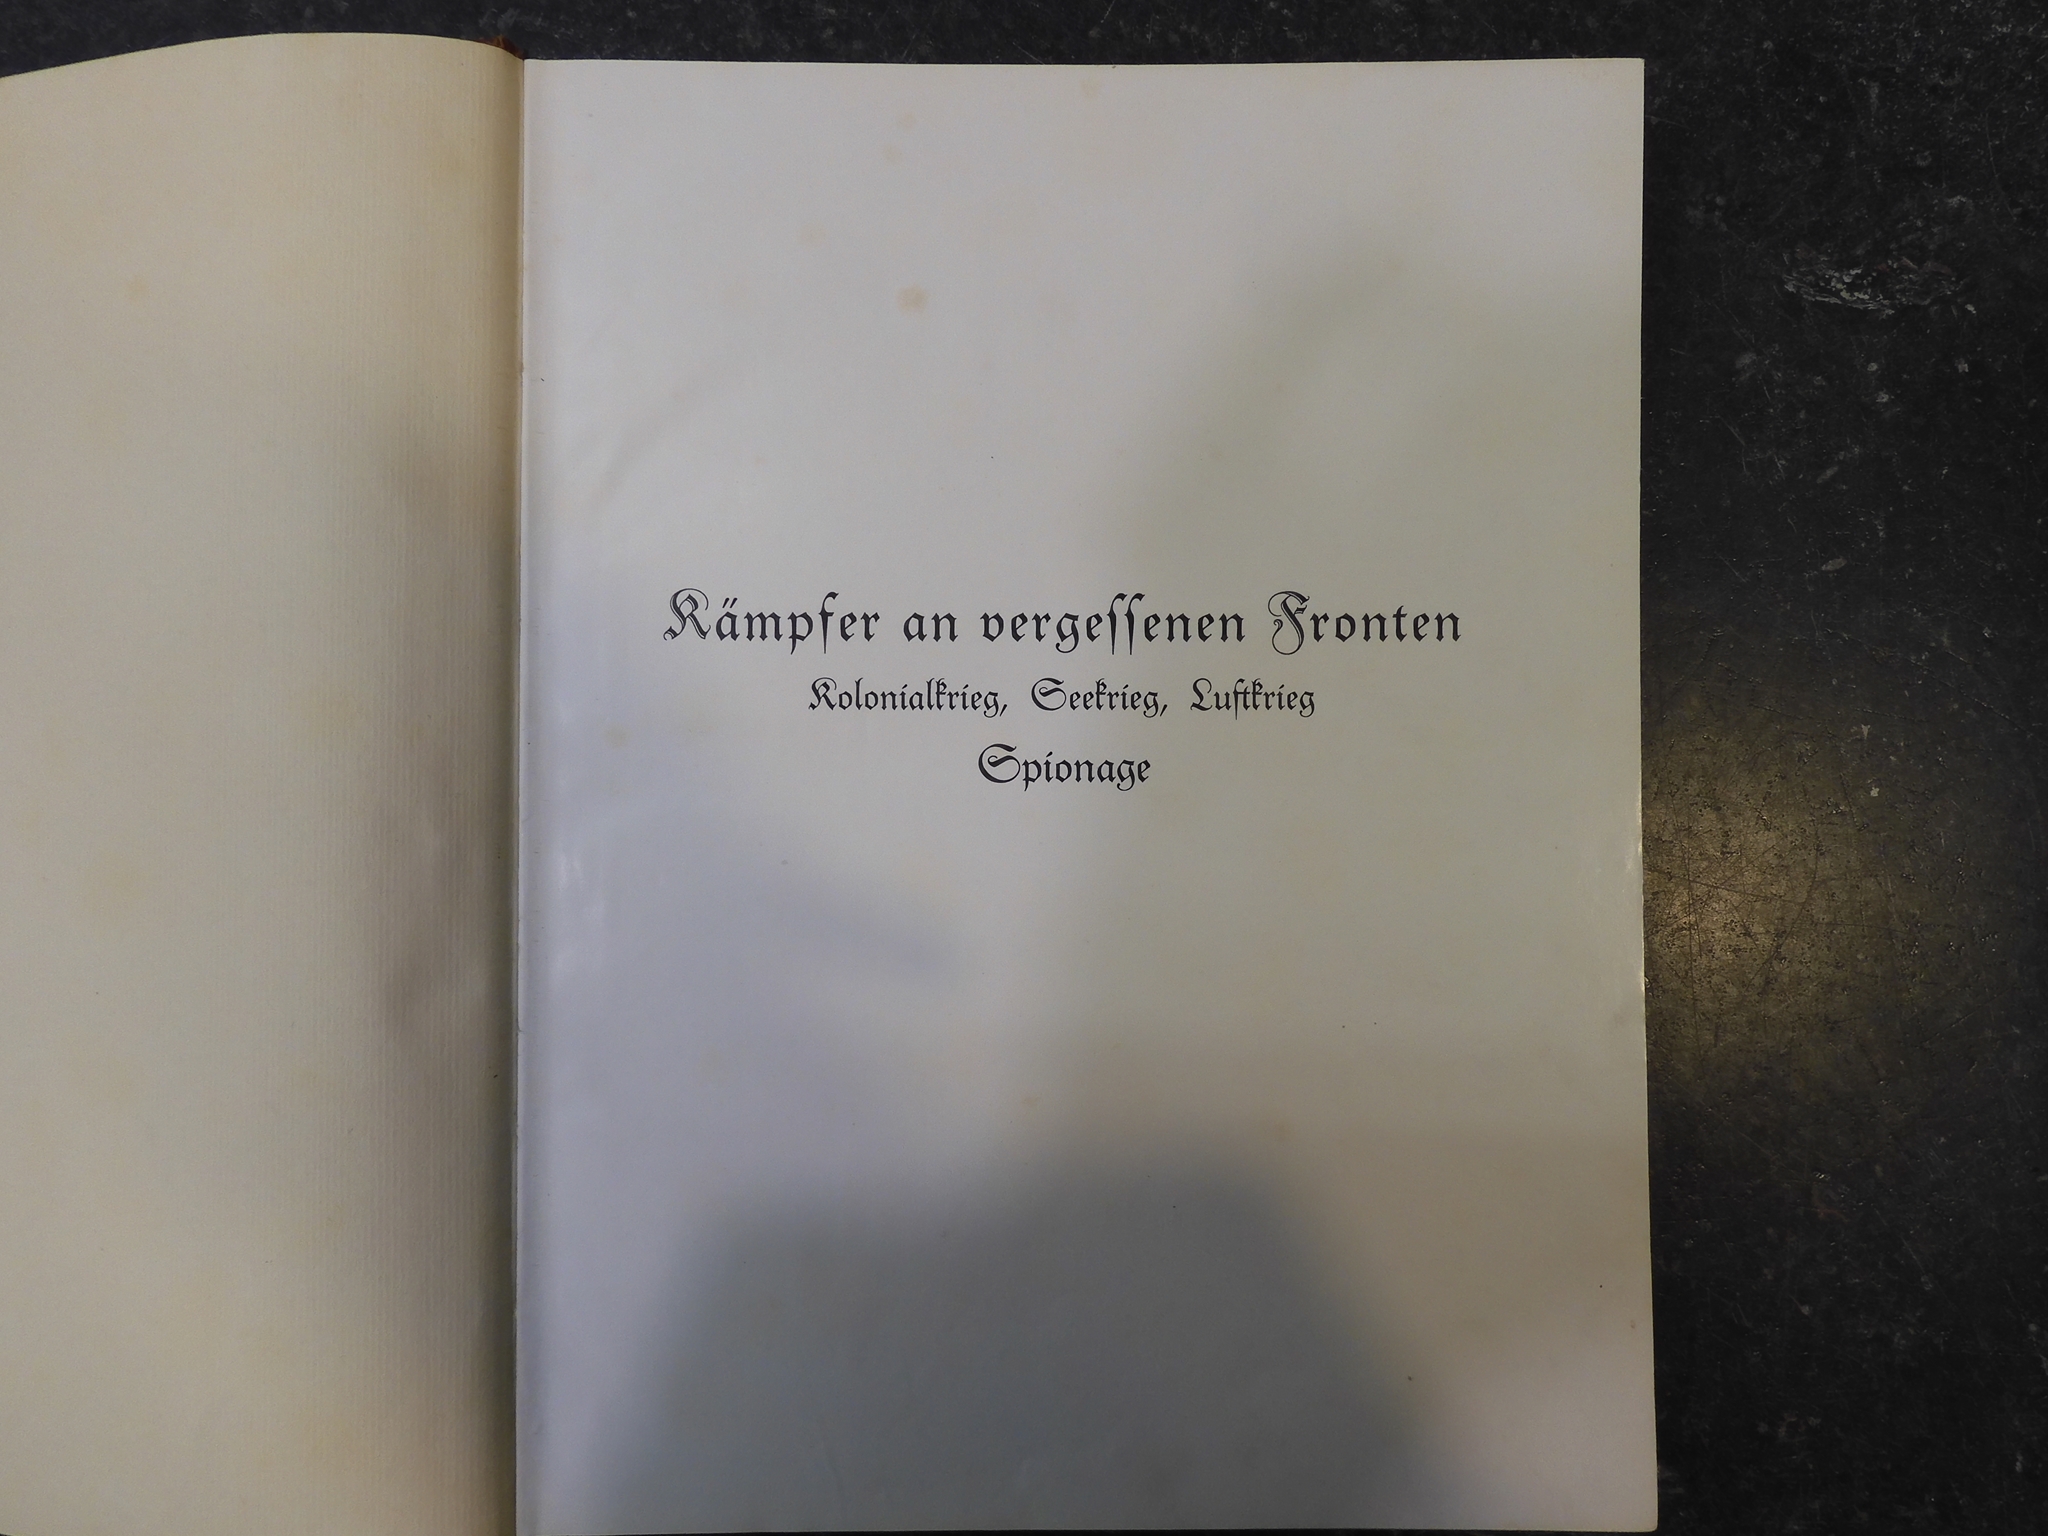 Kämpfer an vergeſſenen Fronten
Kolonialkrieg, Seekrieg, Luftkrieg
Spionage